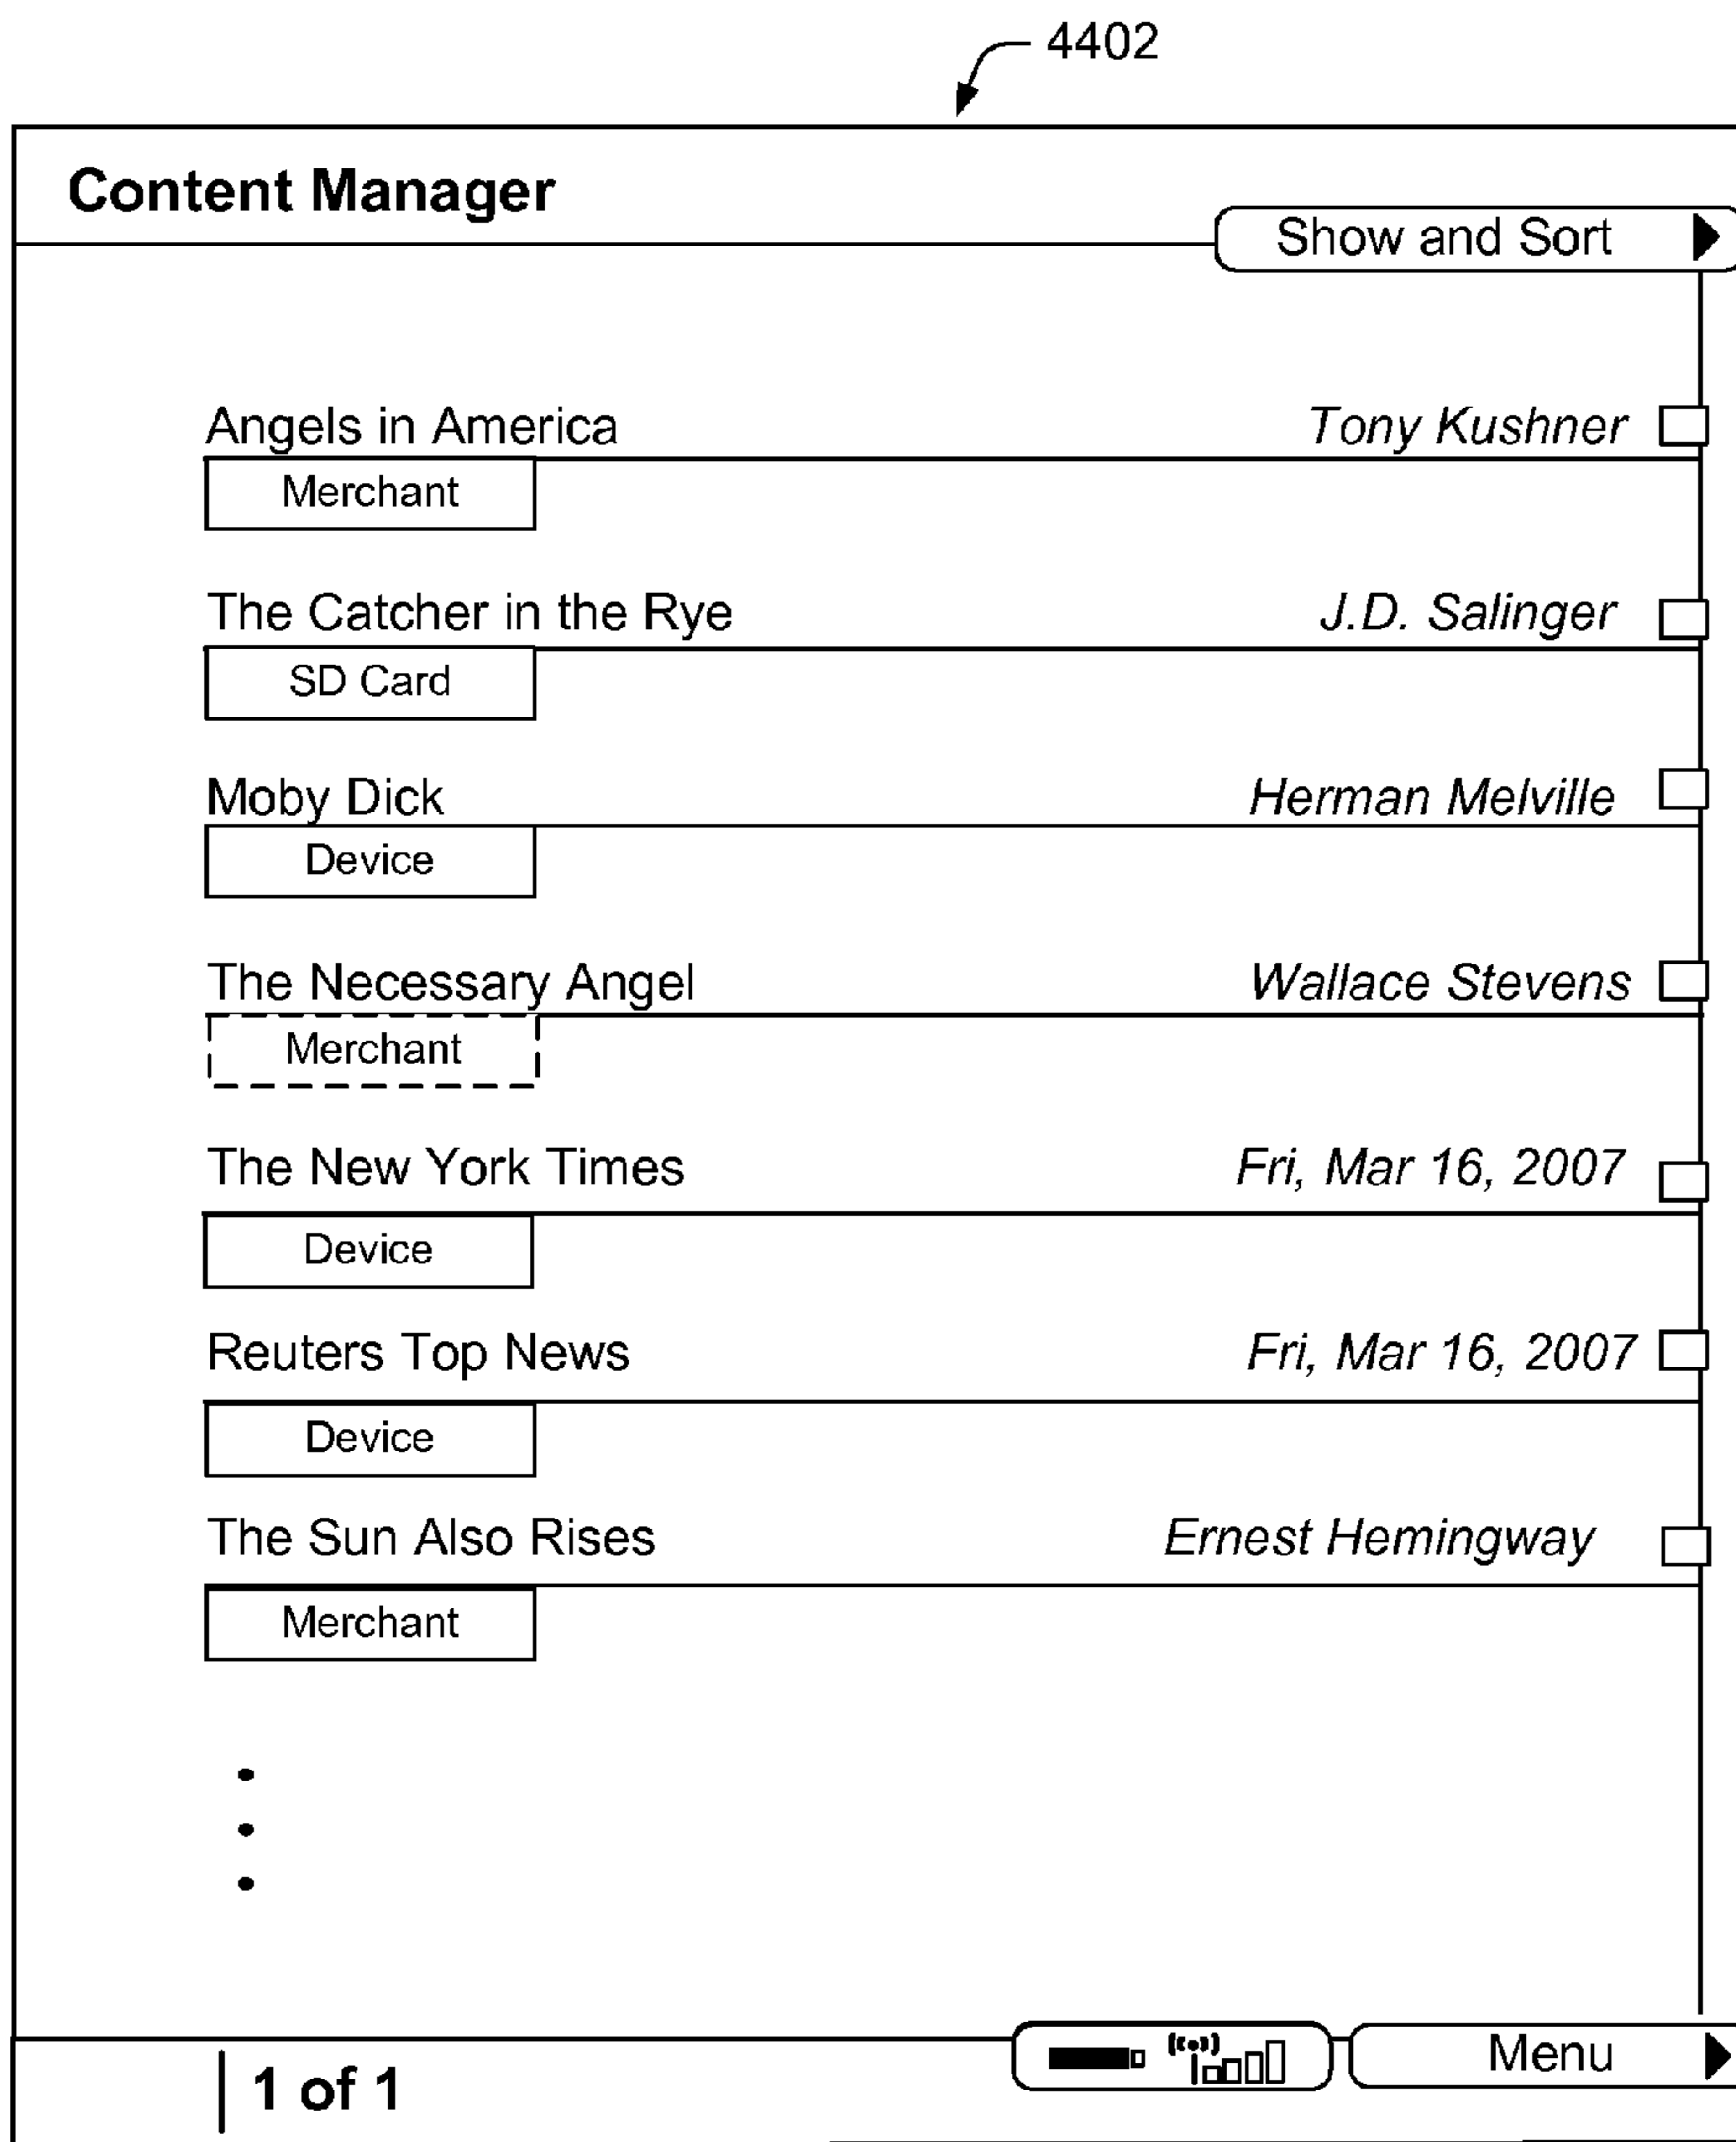 4402
Content Manager
Show and Sort
Angels in America Tony Kushner
Merchant
The Catcher in the Rye J.D. Salinger
SD Card
Moby Dick Herman Melville
Device
The Necessary Angel Wallace Stevens
Merchant
The New York Times Fri, Mar 16, 2007
Device
Reuters Top News Fri, Mar 16, 2007
Device
The Sun Also Rises Ernest Hemingway
Merchant
Menu
1 of 1